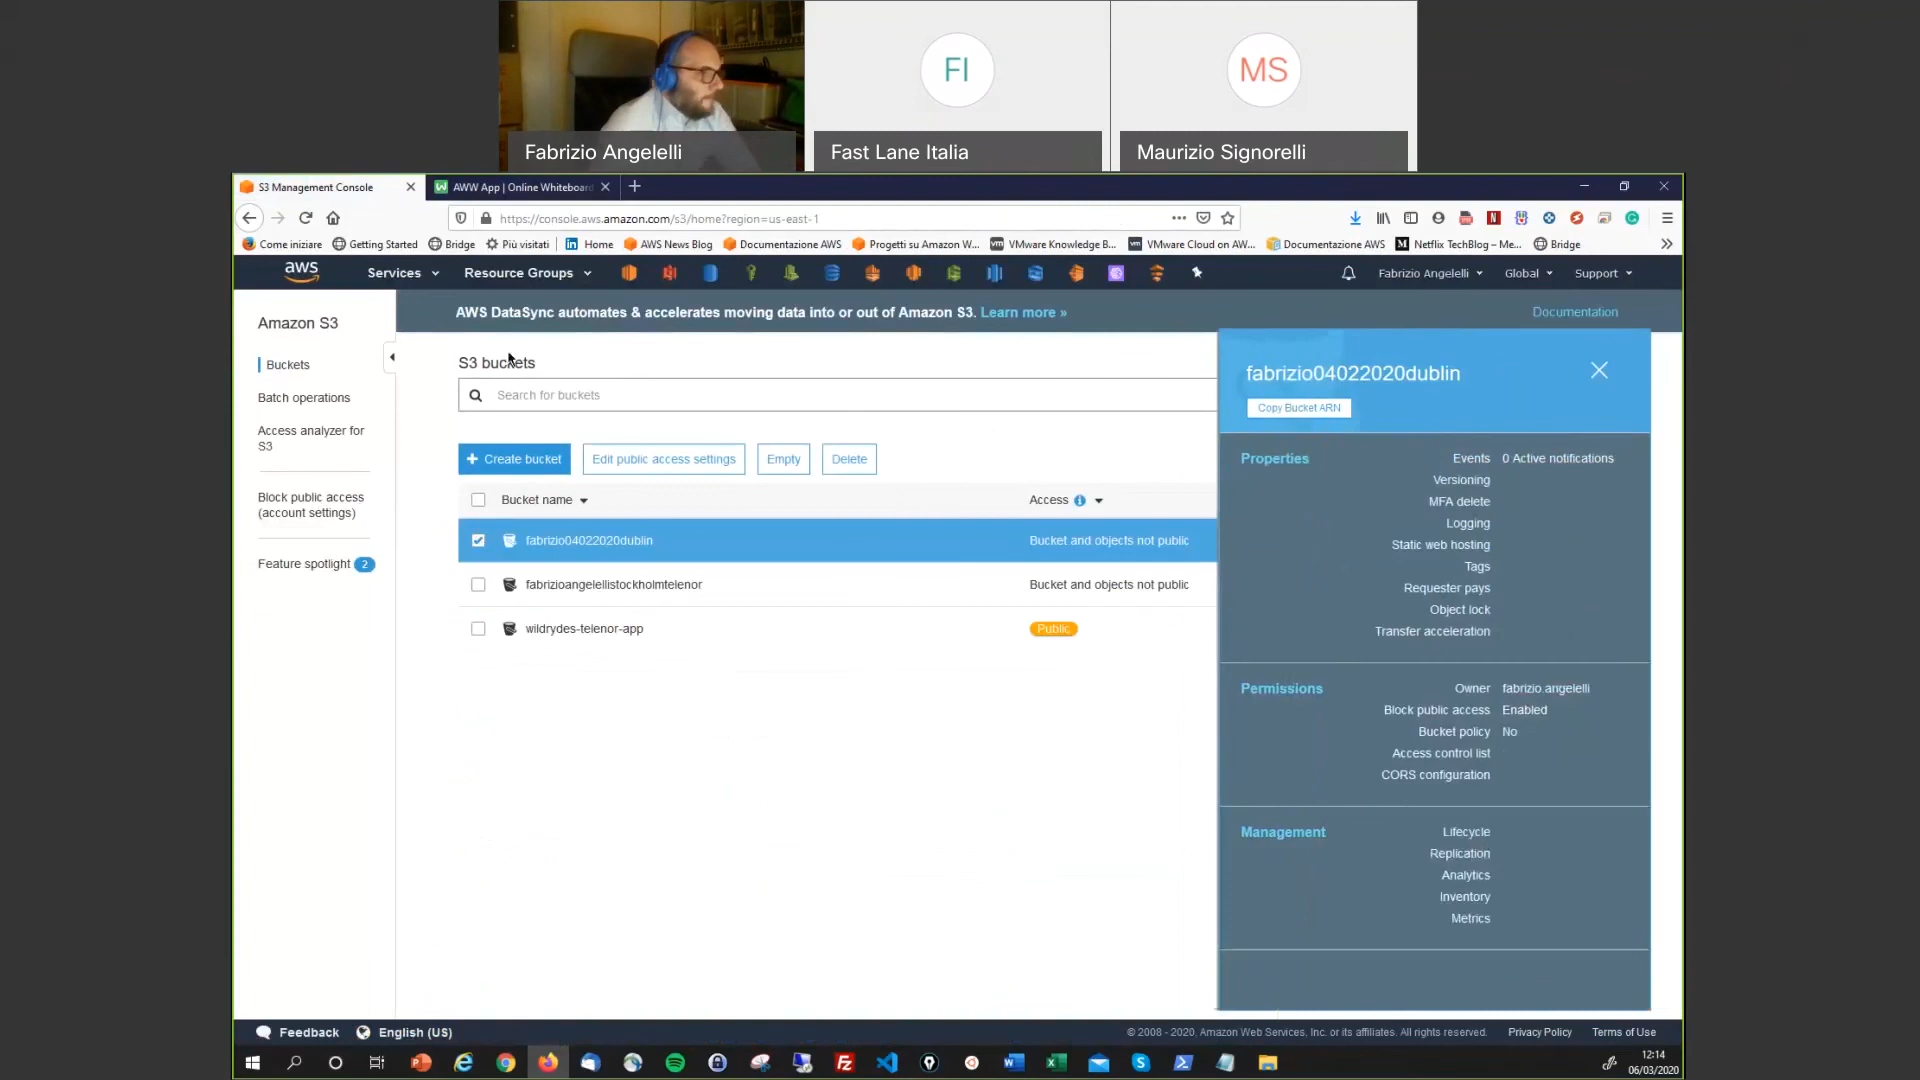 FI
MS
Fabrizio Angelelli
Fast Lane Italia
Maurizio Signorelli
S3 Management Console
AWW App | Online Whiteboard
https://console.aws.amazon.com/s3/home?region=us-east-1
Come iniziare
Getting Started
Bridge
Più visitati
Home
AWS News Blog
Documentazione AWS
Progetti su Amazon W...
VMware Knowledge B...
VMware Cloud on AW...
Documentazione AWS
Netflix TechBlog – Me...
Bridge
aws
Services
Resource Groups
Fabrizio Angelelli
Global
Support
Amazon S3
Buckets
Batch operations
Access analyzer for
S3
Block public access
(account settings)
Feature spotlight 2
AWS DataSync automates & accelerates moving data into or out of Amazon S3. Learn more »
Documentation
S3 buckets
Search for buckets
+ Create bucket
Edit public access settings
Empty
Delete
Bucket name
Access
fabrizio04022020dublin
Bucket and objects not public
fabrizioangelellistockholmtelenor
Bucket and objects not public
wildrydes-telenor-app
Public
fabrizio04022020dublin
Copy Bucket ARN
Properties
Events 0 Active notifications
Versioning
MFA delete
Logging
Static web hosting
Tags
Requester pays
Object lock
Transfer acceleration
Permissions
Owner fabrizio.angelelli
Block public access Enabled
Bucket policy No
Access control list
CORS configuration
Management
Lifecycle
Replication
Analytics
Inventory
Metrics
Feedback
English (US)
© 2008 - 2020, Amazon Web Services, Inc. or its affiliates. All rights reserved.
Privacy Policy
Terms of Use
12:14
06/03/2020